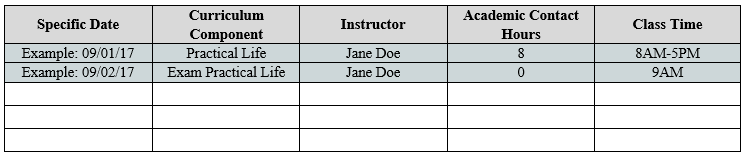 Specific Date Curriculum Component Instructor Academic Contact Hours Class Time
Example: 09/01/17 Practical Life Jane Doe 8 8AM-5PM
Example: 09/02/17 Exam Practical Life Jane Doe 0 9AM